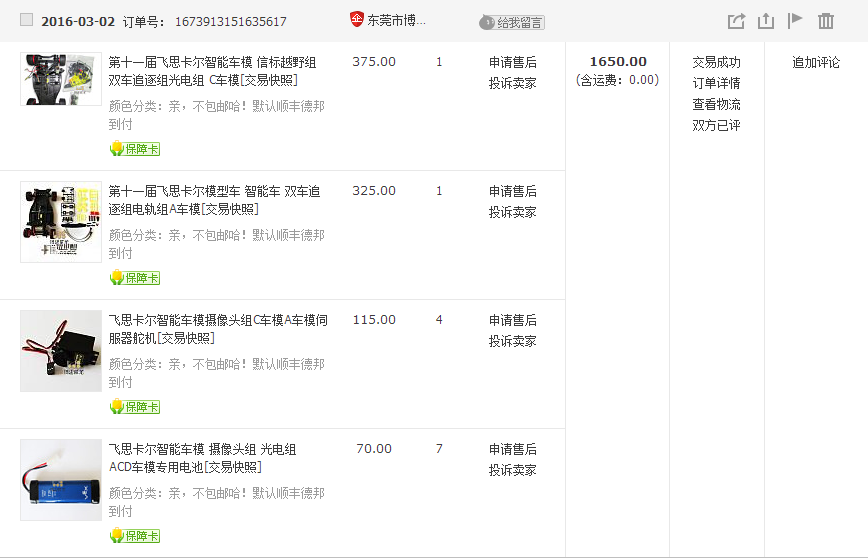 2016-03-02 订单号： 1673913151635617 东莞市博... 给我留言
第十一届飞思卡尔智能车模 信标越野组 375.00 1 申请售后 1650.00 交易成功 追加评论
双车追逐组光电组 C车模[交易快照] 投诉卖家 (含运费：0.00) 订单详情
颜色分类：亲，不包邮哈！默认顺丰德邦 查看物流
到付 双方已评
保障卡
第十一届飞思卡尔模型车 智能车 双车追 325.00 1 申请售后
逐组电轨组A车模[交易快照] 投诉卖家
颜色分类：亲，不包邮哈！默认顺丰德邦
到付
保障卡
飞思卡尔智能车模摄像头组C车模A车模伺 115.00 4 申请售后
服器舵机[交易快照] 投诉卖家
颜色分类：亲，不包邮哈！默认顺丰德邦
到付
保障卡
飞思卡尔智能车模 摄像头组 光电组 70.00 7 申请售后
ACD车模专用电池[交易快照] 投诉卖家
颜色分类：亲，不包邮哈！默认顺丰德邦
到付
保障卡